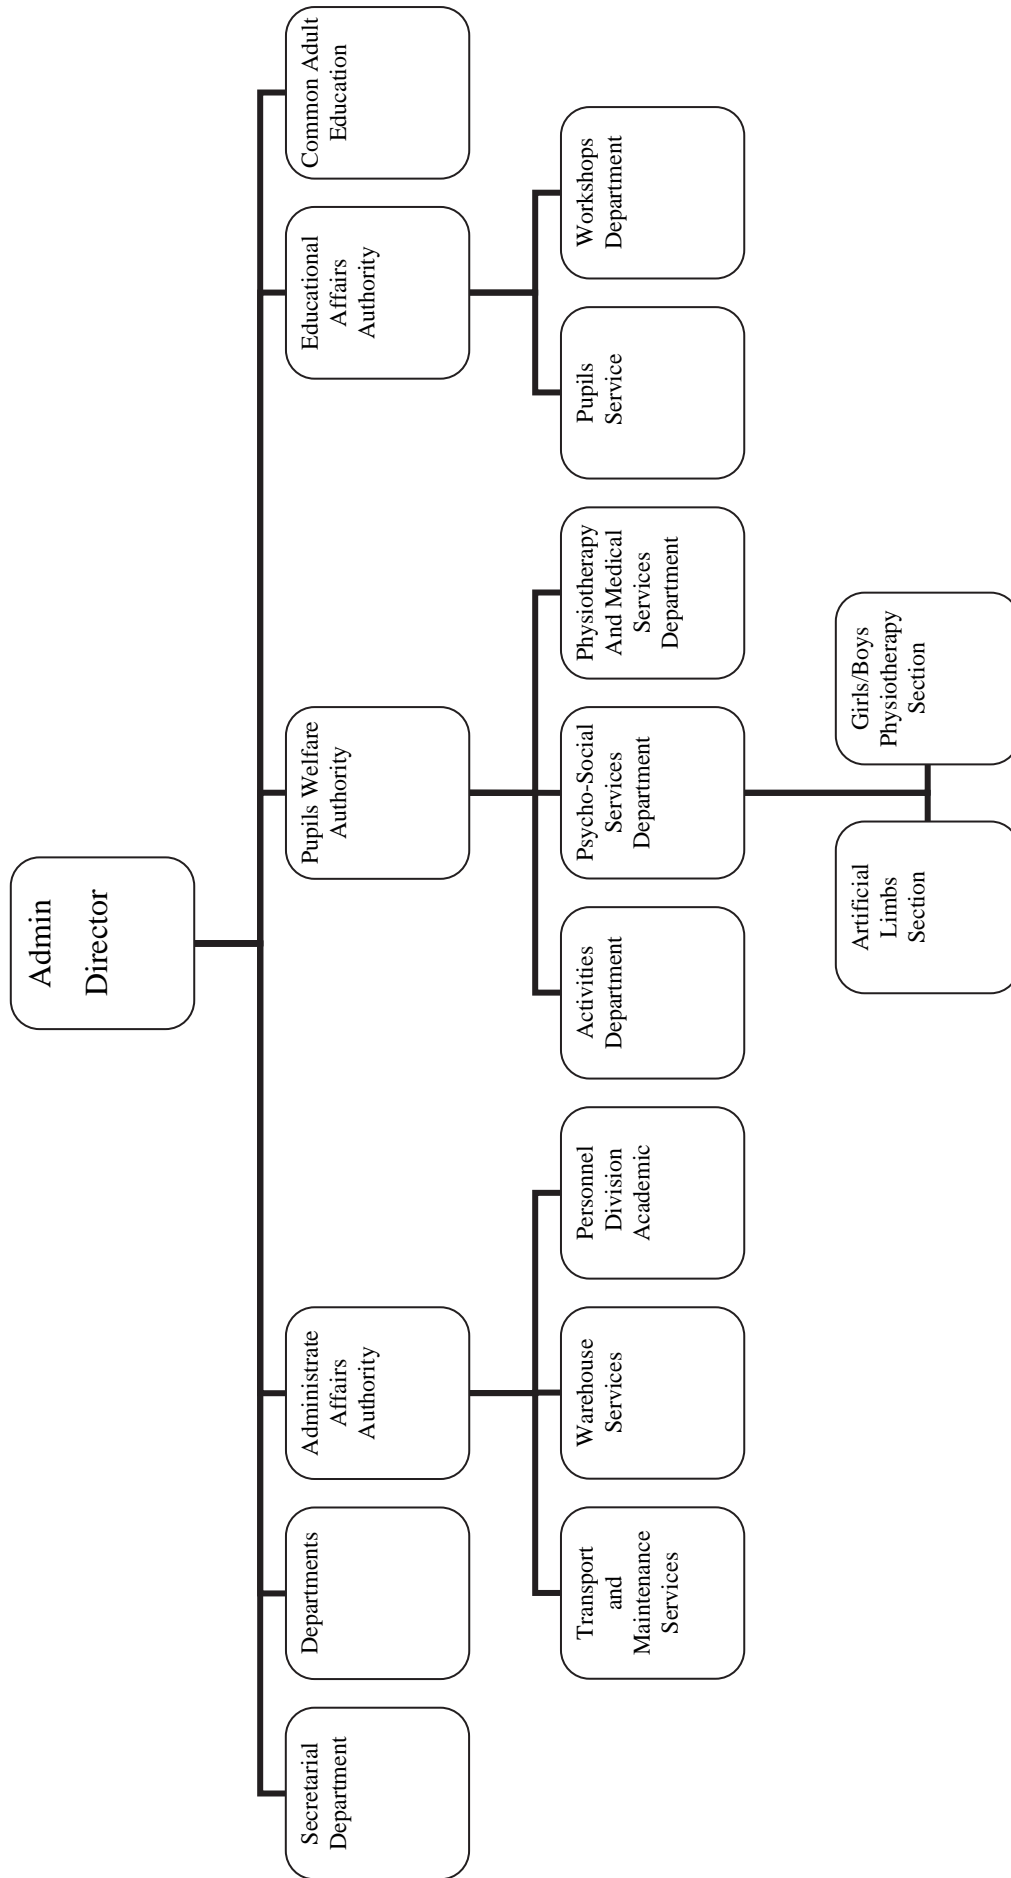 Admin
Director
Secretarial
Department
Departments
Administrate
Affairs
Authority
Pupils Welfare
Authority
Educational
Affairs
Authority
Common Adult
Education
Transport
and
Maintenance
Services
Warehouse
Services
Personnel
Division
Academic
Activities
Department
Psycho-Social
Services
Department
Physiotherapy
And Medical
Services
Department
Pupils
Service
Workshops
Department
Artificial
Limbs
Section
Girls/Boys
Physiotherapy
Section